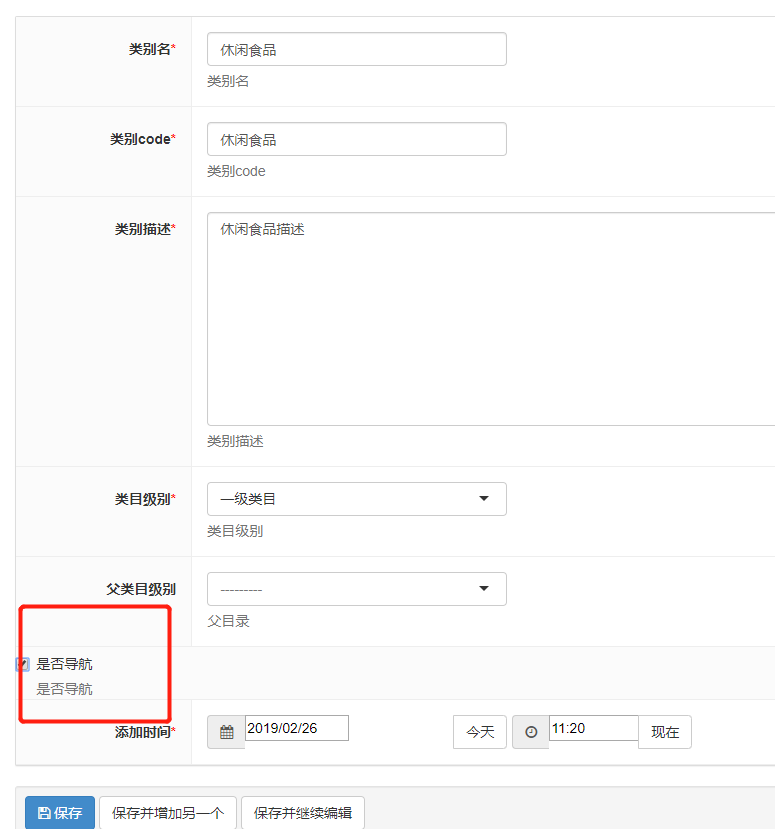 类别名* 休闲食品
类别名
类别code* 休闲食品
类别code
类别描述* 休闲食品描述
类别描述
类目级别* 一级类目
类目级别
父类目级别 ---------
父目录
是否导航
是否导航
添加时间* 2019/02/26 今天 11:20 现在
保存 保存并增加另一个 保存并继续编辑